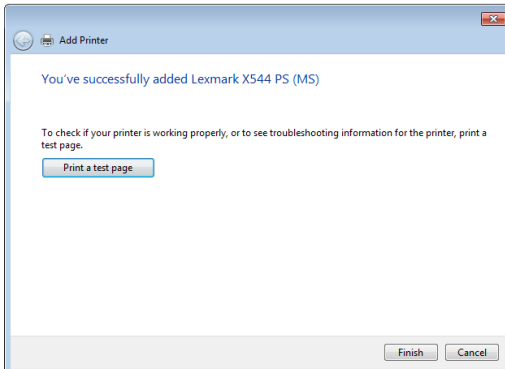 Add Printer
You've successfully added Lexmark X544 PS (MS)
To check if your printer is working properly, or to see troubleshooting information for the printer, print a
test page.
Print a test page
Finish Cancel